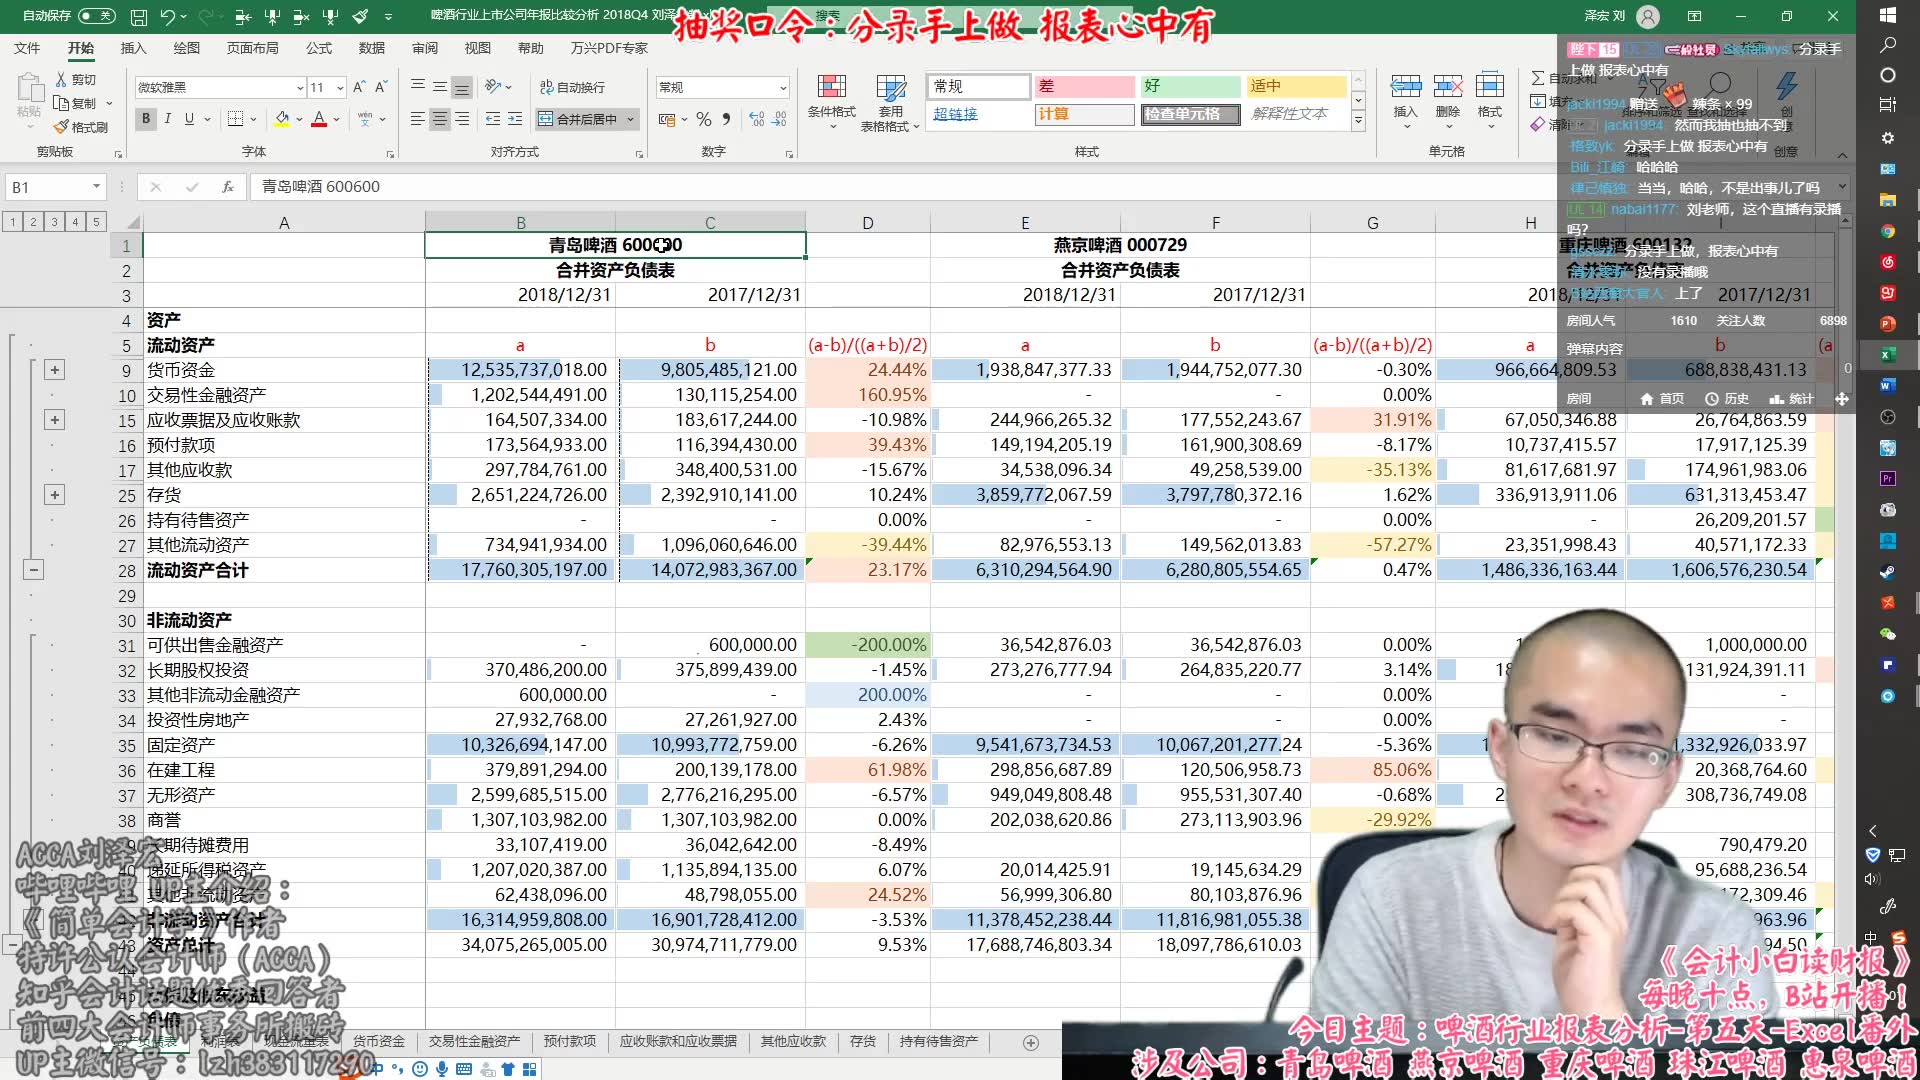 自动保存 关
啤酒行业上市公司年报比较分析 2018Q4
搜索
泽宏 刘
抽奖口令：分录手上做 报表心中有
文件 开始 插入 绘图 页面布局 公式 数据 审阅 视图 帮助 万兴PDF专家
粘贴 剪切 复制 格式刷 剪贴板
微软雅黑 11 B I U 字体
自动换行 合并后居中 对齐方式
常规 % 数字
条件格式 套用表格格式
常规 差 好 适中
超链接 计算 检查单元格 解释性文本
样式
插入 删除 格式 单元格
陛下 15
分录手
上做 报表心中有
jacki1994 赠送 辣条 × 99
jacki1994 然而我抽也抽不到
格致yk: 分录手上做 报表心中有
Bili_江崎: 哈哈哈
律己慎独: 当当，哈哈，不是出事儿了吗
UL 14 nabai1177: 刘老师，这个直播有录播
吗?
分录手上做，报表心中有
没有录播哦
上了
房间人气 1610 关注人数 6898
弹幕内容 0
房间 首页 历史 统计
B1 fx 青岛啤酒 600600
1 2 3 4 5
A B C D E F G H
1 青岛啤酒 600600 燕京啤酒 000729 重庆啤酒 600132
2 合并资产负债表 合并资产负债表 合并资产负债表
3 2018/12/31 2017/12/31 2018/12/31 2017/12/31 2018/12/31 2017/12/31
4 资产
5 流动资产 a b (a-b)/((a+b)/2) a b (a-b)/((a+b)/2) a b (a
9 货币资金 12,535,737,018.00 9,805,485,121.00 24.44% 1,938,847,377.33 1,944,752,077.30 -0.30% 966,664,809.53 688,838,431.13
10 交易性金融资产 1,202,544,491.00 130,115,254.00 160.95% - - 0.00%
15 应收票据及应收账款 164,507,334.00 183,617,244.00 -10.98% 244,966,265.32 177,552,243.67 31.91% 67,050,346.88 26,764,863.59
16 预付款项 173,564,933.00 116,394,430.00 39.43% 149,194,205.19 161,900,308.69 -8.17% 10,737,415.57 17,917,125.39
17 其他应收款 297,784,761.00 348,400,531.00 -15.67% 34,538,096.34 49,258,539.00 -35.13% 81,617,681.97 174,961,983.06
25 存货 2,651,224,726.00 2,392,910,141.00 10.24% 3,859,772,067.59 3,797,780,372.16 1.62% 336,913,911.06 631,313,453.47
26 持有待售资产 - - 0.00% - - 0.00% - 26,209,201.57
27 其他流动资产 734,941,934.00 1,096,060,646.00 -39.44% 82,976,553.13 149,562,013.83 -57.27% 23,351,998.43 40,571,172.33
28 流动资产合计 17,760,305,197.00 14,072,983,367.00 23.17% 6,310,294,564.90 6,280,805,554.65 0.47% 1,486,336,163.44 1,606,576,230.54
29
30 非流动资产
31 可供出售金融资产 - 600,000.00 -200.00% 36,542,876.03 36,542,876.03 0.00% 1,000,000.00
32 长期股权投资 370,486,200.00 375,899,439.00 -1.45% 273,276,777.94 264,835,220.77 3.14% 131,924,391.11
33 其他非流动金融资产 600,000.00 - 200.00% - - 0.00% -
34 投资性房地产 27,932,768.00 27,261,927.00 2.43% - - 0.00% -
35 固定资产 10,326,694,147.00 10,993,772,759.00 -6.26% 9,541,673,734.53 10,067,201,277.24 -5.36% 1,332,926,033.97
36 在建工程 379,891,294.00 200,139,178.00 61.98% 298,856,687.89 120,506,958.73 85.06% 20,368,764.60
37 无形资产 2,599,685,515.00 2,776,216,295.00 -6.57% 949,049,808.48 955,531,307.40 -0.68% 308,736,749.08
38 商誉 1,307,103,982.00 1,307,103,982.00 0.00% 202,038,620.86 273,113,903.96 -29.92%
长期待摊费用 33,107,419.00 36,042,642.00 -8.49% 790,479.20
递延所得税资产 1,207,020,387.00 1,135,894,135.00 6.07% 20,014,425.91 19,145,634.29 95,688,236.54
其他非流动资产 62,438,096.00 48,798,055.00 24.52% 56,999,306.80 80,103,876.96 172,309.46
非流动资产合计 16,314,959,808.00 16,901,728,412.00 -3.53% 11,378,452,238.44 11,816,981,055.38 963.96
43 资产总计 34,075,265,005.00 30,974,711,779.00 9.53% 17,688,746,803.34 18,097,786,610.03 94.50
44
ACCA刘泽宏
哔哩哔哩 UP主介绍：
《简单会计学》作者
特许公认会计师（ACCA）
知乎会计话题优秀回答者
前四大会计师事务所搬砖
UP主微信号：lzh383117270
货币资金 交易性金融资产 预付款项 应收账款和应收票据 其他应收款 存货 持有待售资产
《会计小白读财报》
每晚十点，B站开播！
今日主题：啤酒行业报表分析-第五天-Excel番外
涉及公司：青岛啤酒 燕京啤酒 重庆啤酒 珠江啤酒 惠泉啤酒